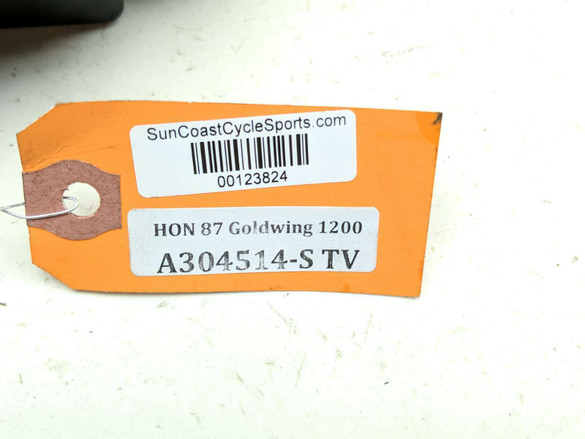 SunCoastCycleSports.com
00123824
HON 87 Goldwing 1200
A304514-S TV